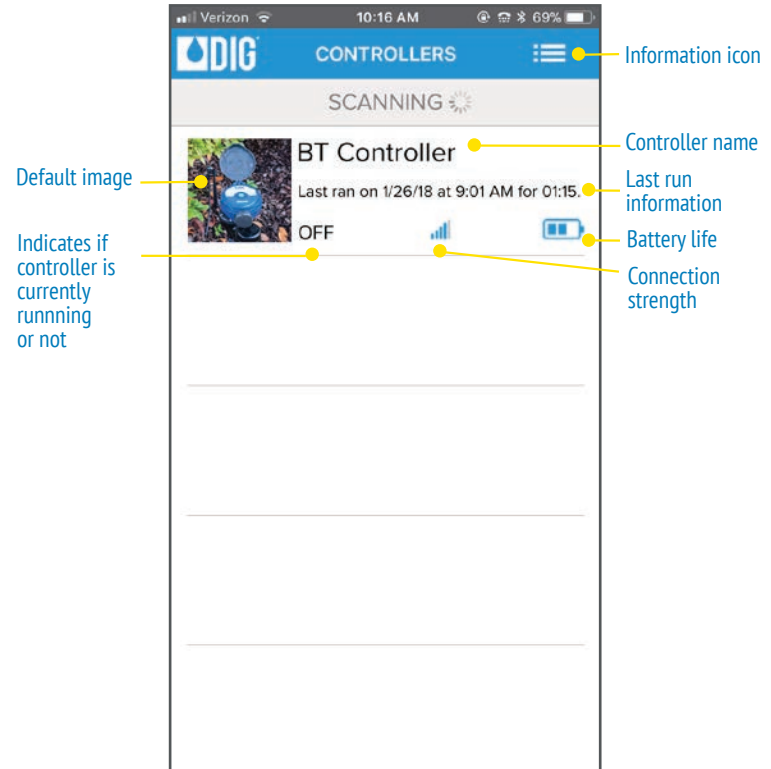 Verizon 10:16 AM 69%
DIG CONTROLLERS
Information icon
SCANNING
BT Controller
Controller name
Default image
Last ran on 1/26/18 at 9:01 AM for 01:15.
Last run
information
OFF
Battery life
Indicates if
controller is
currently
runnning
or not
Connection
strength